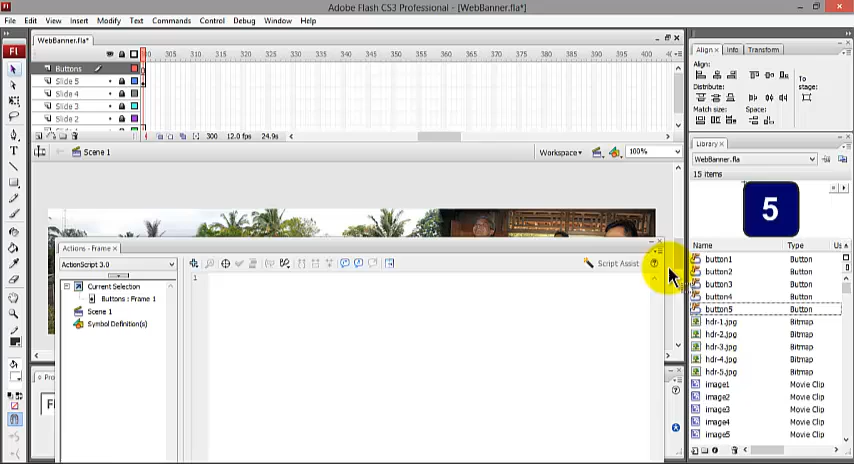 Fl Adobe Flash CS3 Professional - [WebBanner.fla*]
File Edit View Insert Modify Text Commands Control Debug Window Help
WebBanner.fla*
305 310 315 320 325 330 335 340 345 350 355 360 365 370 375 380 385 390 395 400
Buttons
Slide 5
Slide 4
Slide 3
Slide 2
300 12.0 fps 24.9s
Scene 1 Workspace 100%
Actions - Frame
ActionScript 3.0
Script Assist
Current Selection
Buttons : Frame 1
Scene 1
Symbol Definition(s)
1
Fl
T
Align Info Transform
Align:
To stage:
Distribute:
Match size: Space:
Library
WebBanner.fla
15 items
5
Name Type
button1 Button
button2 Button
button3 Button
button4 Button
button5 Button
hdr-1.jpg Bitmap
hdr-2.jpg Bitmap
hdr-3.jpg Bitmap
hdr-4.jpg Bitmap
hdr-5.jpg Bitmap
image1 Movie Clip
image2 Movie Clip
image3 Movie Clip
image4 Movie Clip
image5 Movie Clip